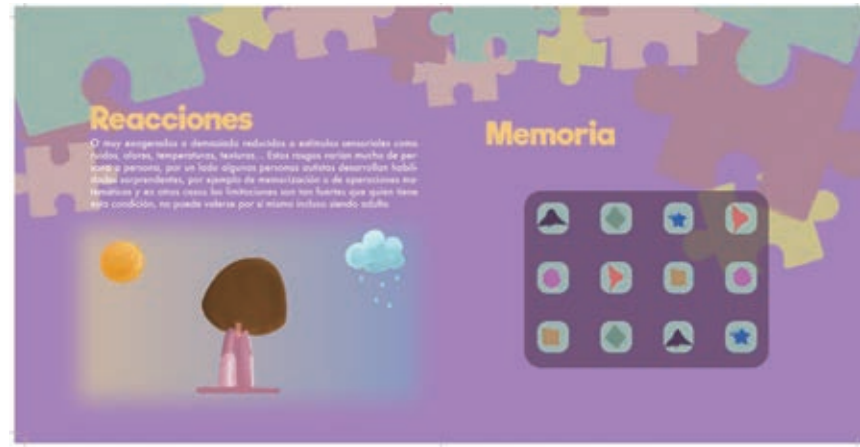 Reacciones
O muy exageradas o demasiado reducidas a estímulos sensoriales como
ruidos, olores, temperaturas, texturas... Estos rasgos varían mucho de per-
sona a persona, por un lado algunas personas autistas desarrollan habili-
dades sorprendentes, por ejemplo de memorización o de operaciones ma-
temáticas y en otros casos las limitaciones son tan fuertes que quien tiene
esta condición, no puede valerse por sí mismo incluso siendo adulto
Memoria